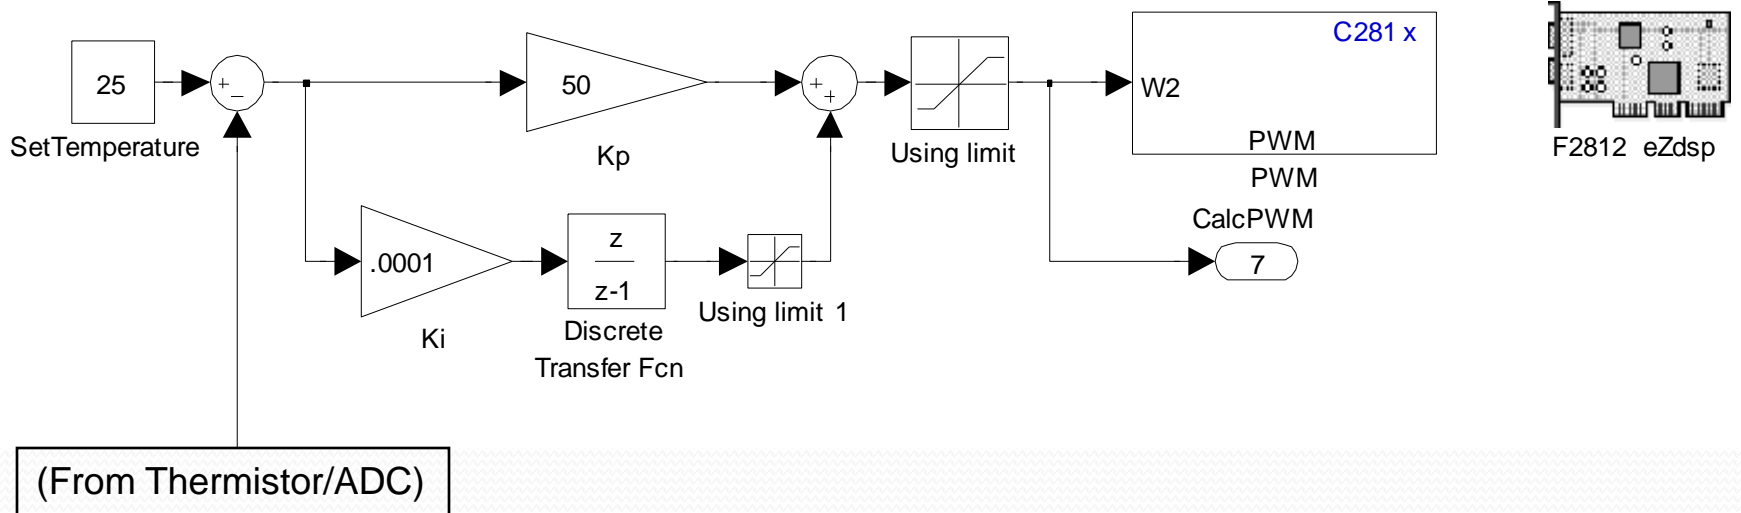 C281 x
25
+
−
50
+
+
W2
SetTemperature
Kp
Using limit
PWM
PWM
F2812 eZdsp
CalcPWM
.0001
z
z-1
7
Ki
Discrete
Transfer Fcn
Using limit 1
(From Thermistor/ADC)